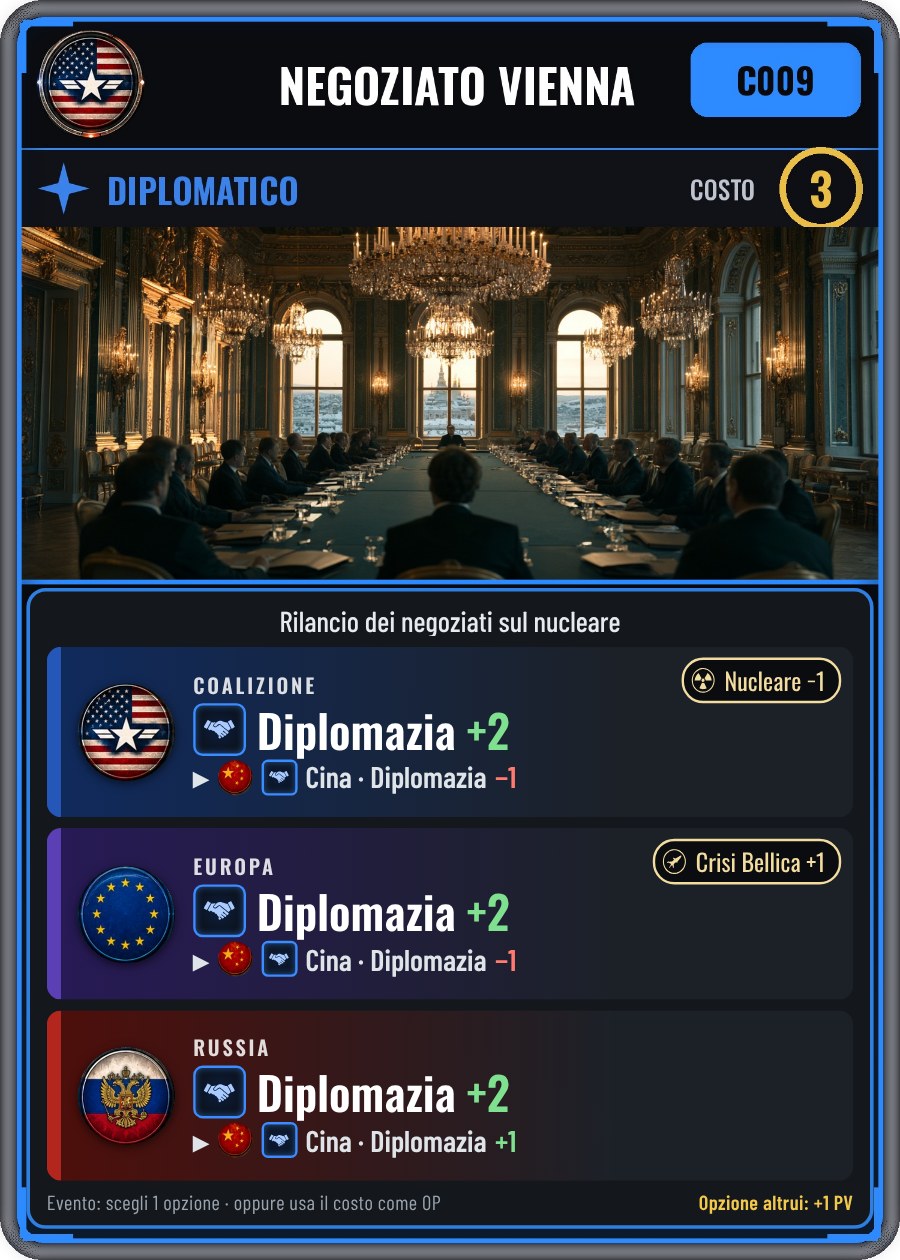 NEGOZIATO VIENNA
C009
DIPLOMATICO
COSTO
3
Rilancio dei negoziati sul nucleare
COALIZIONE
Nucleare −1
Diplomazia +2
▶ Cina · Diplomazia −1
EUROPA
Crisi Bellica +1
Diplomazia +2
▶ Cina · Diplomazia −1
RUSSIA
Diplomazia +2
▶ Cina · Diplomazia +1
Evento: scegli 1 opzione · oppure usa il costo come OP
Opzione altrui: +1 PV